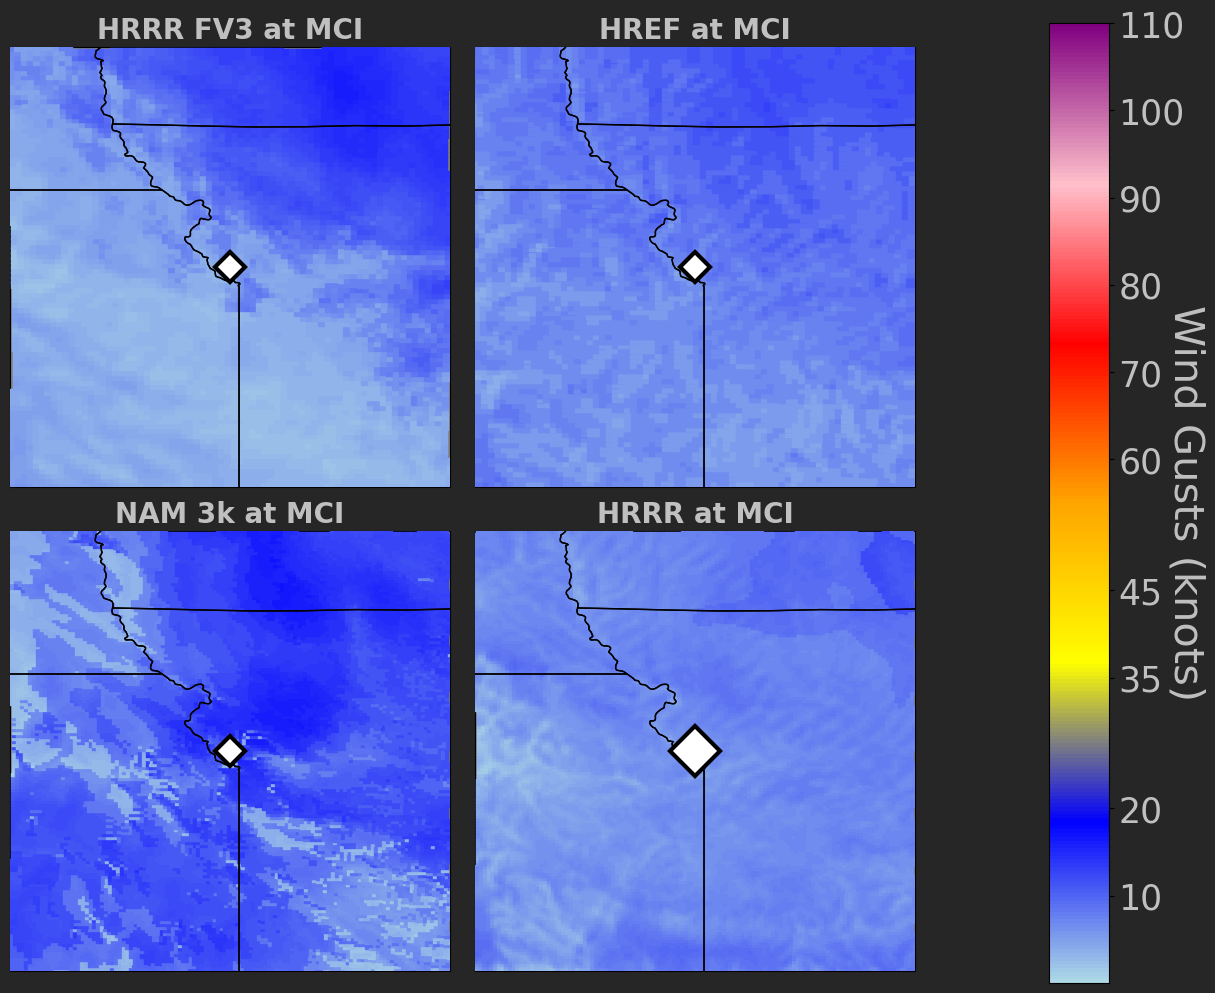 HRRR FV3 at MCI
HREF at MCI
NAM 3k at MCI
HRRR at MCI
110
100
90
80
70
60
45
35
20
10
Wind Gusts (knots)